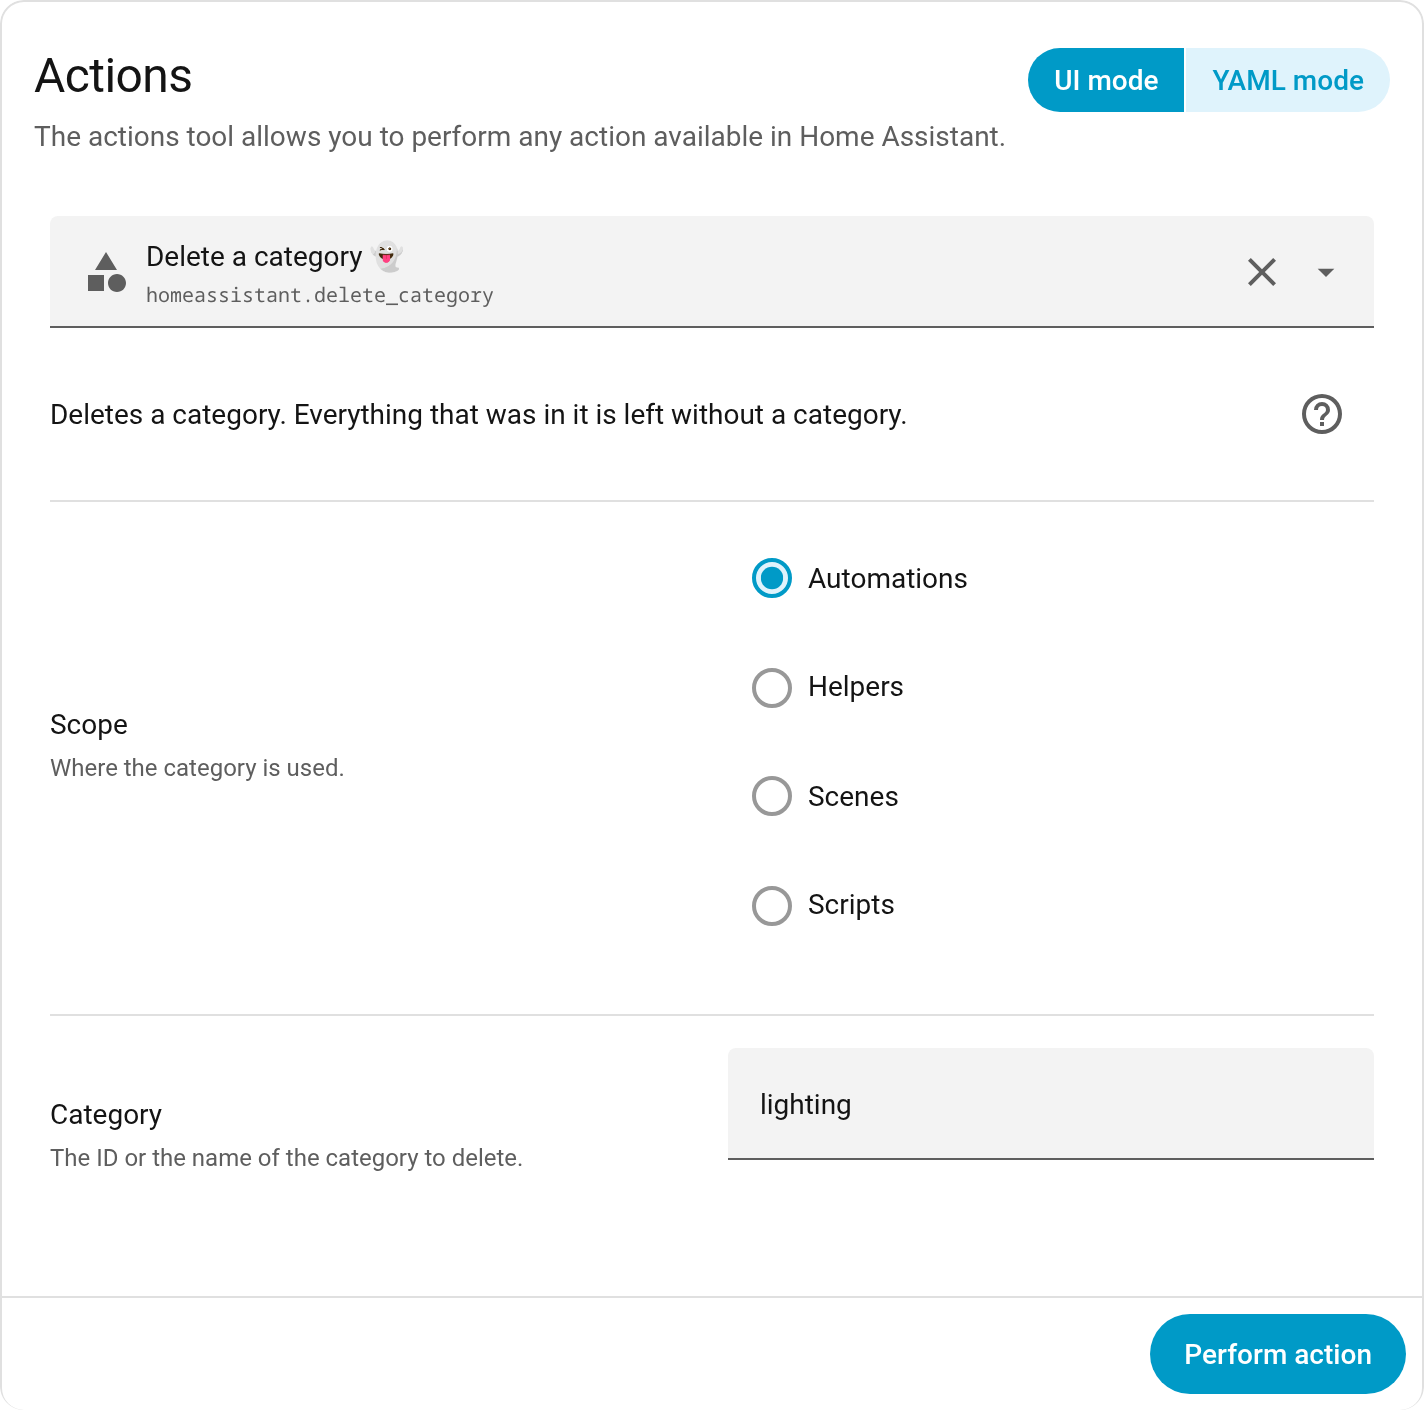 Actions
UI mode
YAML mode
The actions tool allows you to perform any action available in Home Assistant.
Delete a category 👻
homeassistant.delete_category
Deletes a category. Everything that was in it is left without a category.
Scope
Where the category is used.
Automations
Helpers
Scenes
Scripts
Category
The ID or the name of the category to delete.
lighting
Perform action